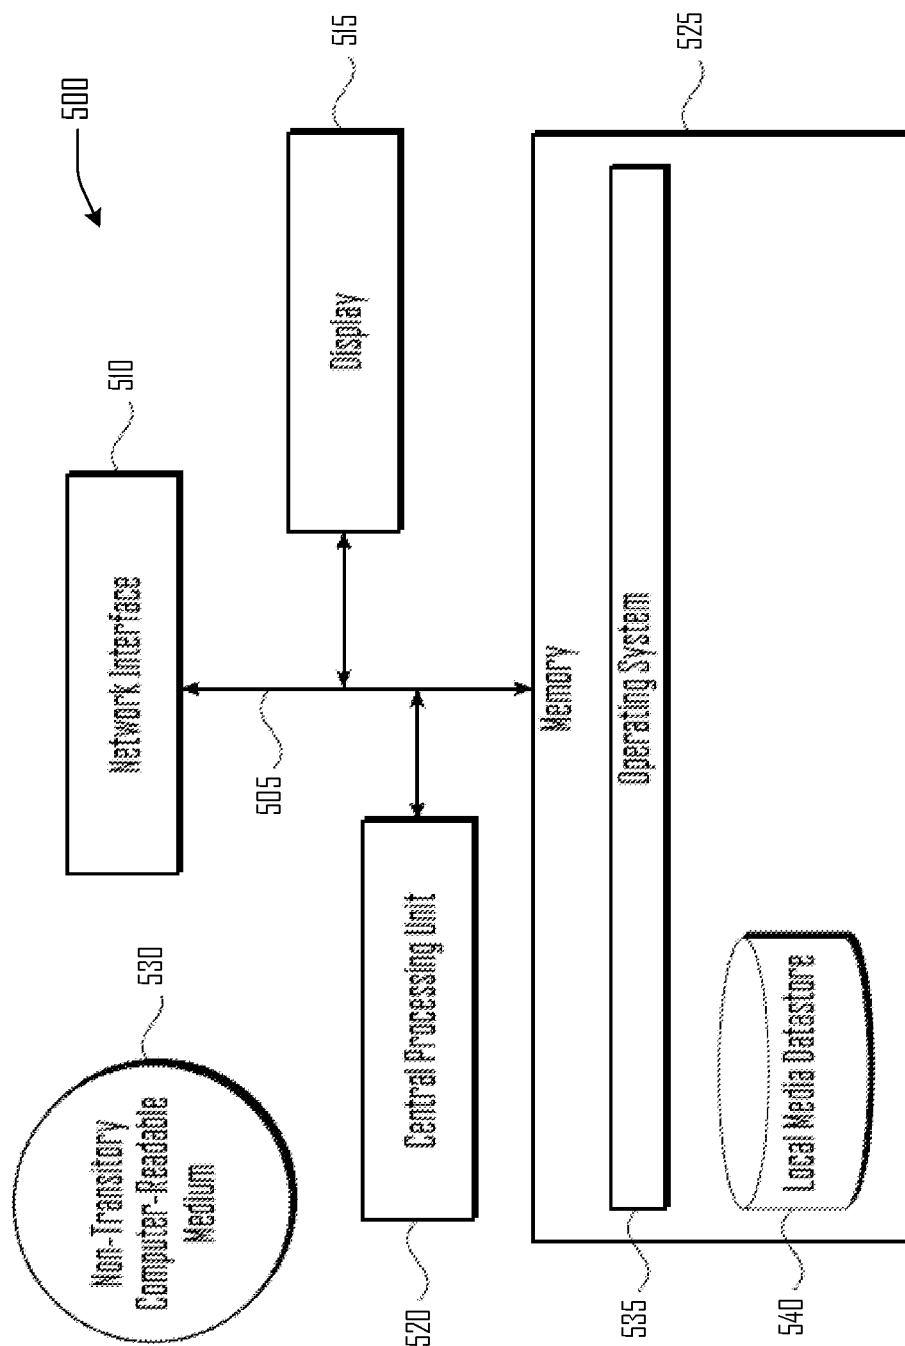 500
Non-Transitory
Computer-Readable
Medium
530
Network Interface
510
505
Display
515
Central Processing Unit
520
Memory
525
Operating System
535
Local Media Datastore
540